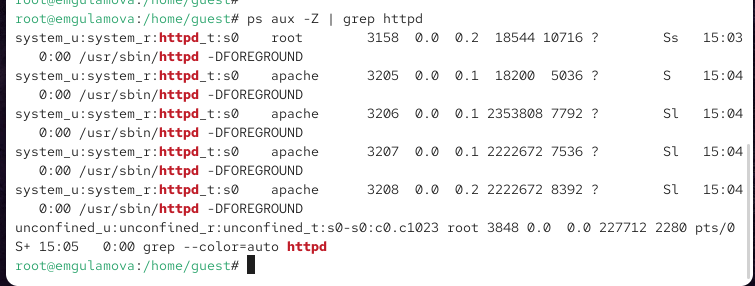 root@emgulamova:/home/guest#
root@emgulamova:/home/guest# ps aux -Z | grep httpd
system_u:system_r:httpd_t:s0    root        3158  0.0  0.2  18544 10716 ?        Ss   15:03
   0:00 /usr/sbin/httpd -DFOREGROUND
system_u:system_r:httpd_t:s0    apache      3205  0.0  0.1  18200  5036 ?        S    15:04
   0:00 /usr/sbin/httpd -DFOREGROUND
system_u:system_r:httpd_t:s0    apache      3206  0.0  0.1 2353808 7792 ?        Sl   15:04
   0:00 /usr/sbin/httpd -DFOREGROUND
system_u:system_r:httpd_t:s0    apache      3207  0.0  0.1 2222672 7536 ?        Sl   15:04
   0:00 /usr/sbin/httpd -DFOREGROUND
system_u:system_r:httpd_t:s0    apache      3208  0.0  0.2 2222672 8392 ?        Sl   15:04
   0:00 /usr/sbin/httpd -DFOREGROUND
unconfined_u:unconfined_r:unconfined_t:s0-s0:c0.c1023 root 3848 0.0  0.0 227712 2280 pts/0
S+ 15:05   0:00 grep --color=auto httpd
root@emgulamova:/home/guest#